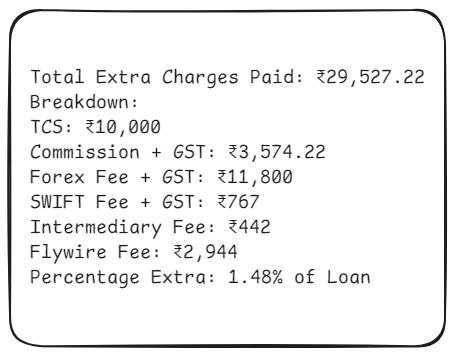 Total Extra Charges Paid: ₹29,527.22
Breakdown:
TCS: ₹10,000
Commission + GST: ₹3,574.22
Forex Fee + GST: ₹11,800
SWIFT Fee + GST: ₹767
Intermediary Fee: ₹442
Flywire Fee: ₹2,944
Percentage Extra: 1.48% of Loan